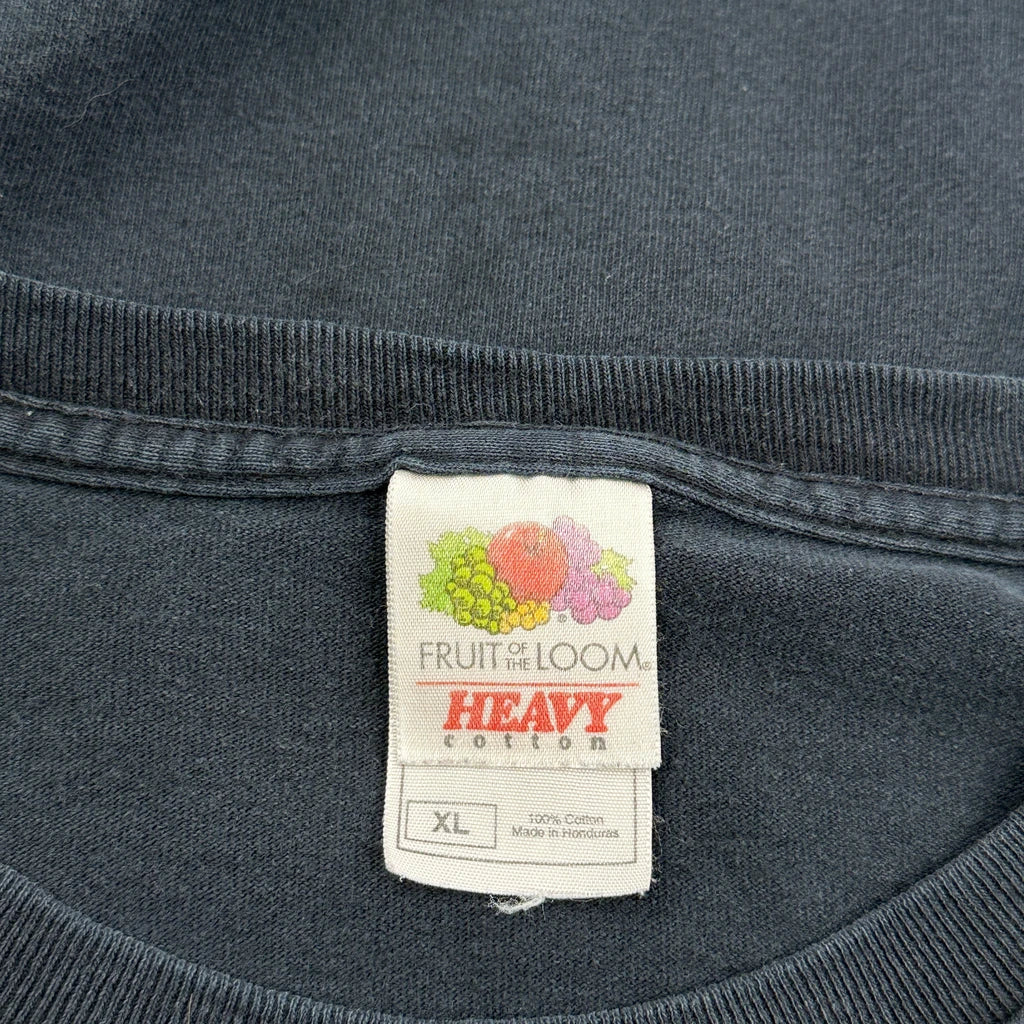 ®
FRUIT OF THE LOOM®
HEAVY
cotton
XL
100% Cotton
Made in Honduras